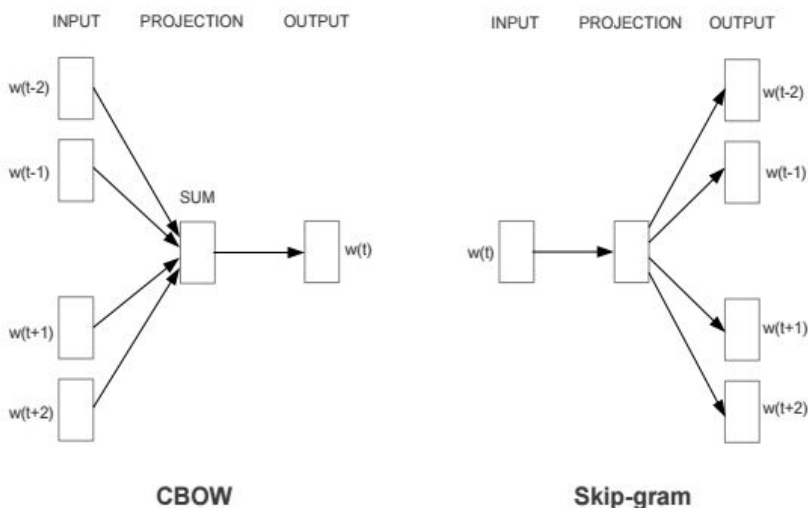 INPUT PROJECTION OUTPUT
w(t-2)
w(t-1)
SUM
w(t)
w(t+1)
w(t+2)
CBOW
INPUT PROJECTION OUTPUT
w(t-2)
w(t-1)
w(t)
w(t+1)
w(t+2)
Skip-gram